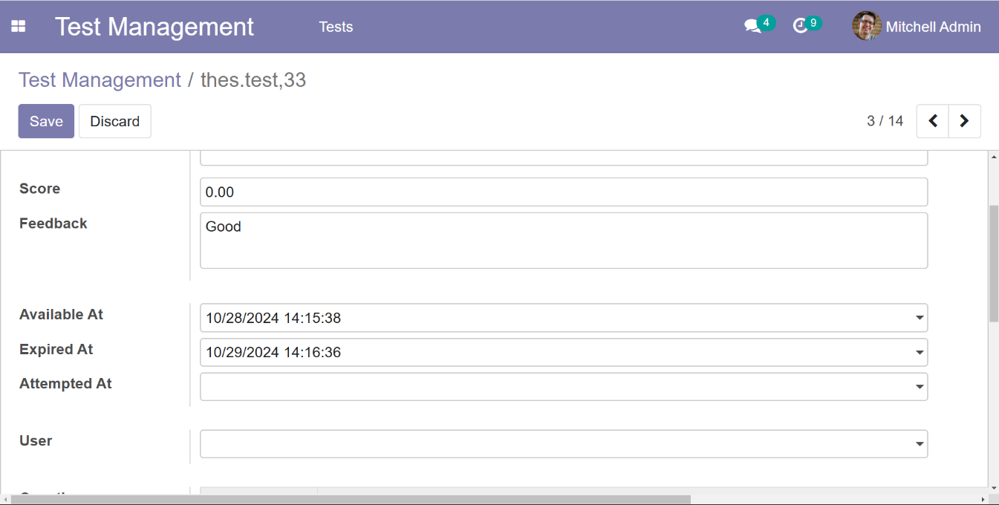 Test Management Tests 4 9 Mitchell Admin
Test Management / thes.test,33
Save Discard 3 / 14
Score 0.00
Feedback Good
Available At 10/28/2024 14:15:38
Expired At 10/29/2024 14:16:36
Attempted At
User